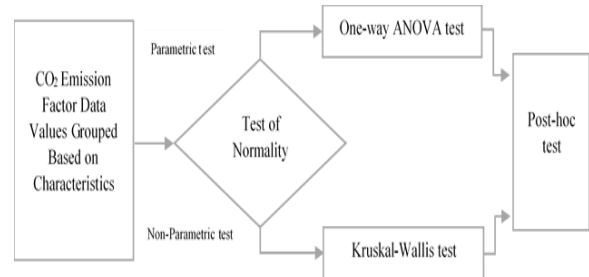 CO₂ Emission
Factor Data
Values Grouped
Based on
Characteristics
Parametric test
Test of
Normality
Non-Parametric test
One-way ANOVA test
Kruskal-Wallis test
Post-hoc
test